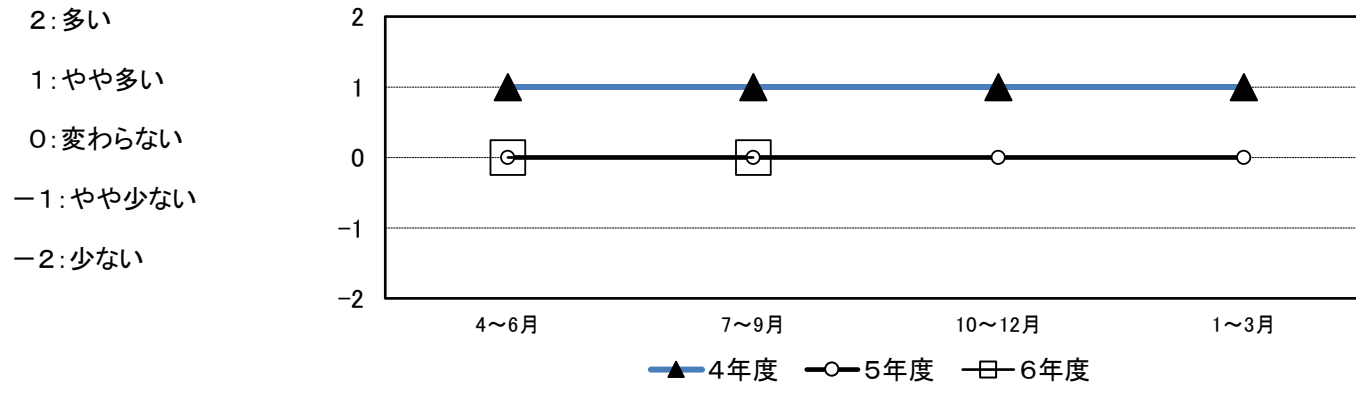 ２：多い
１：やや多い
０：変わらない
－１：やや少ない
－２：少ない
2
1
0
−1
−2
4～6月
7～9月
10～12月
1～3月
４年度
５年度
６年度